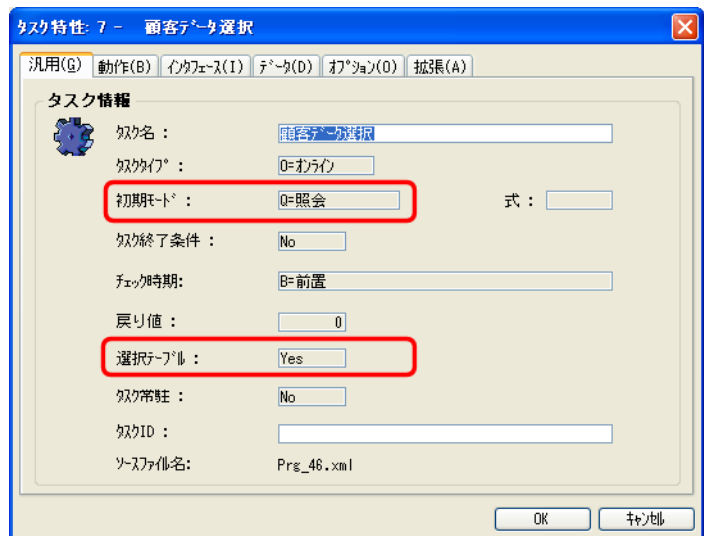 ﾀｽｸ特性: 7 - 顧客ﾃﾞｰﾀ選択
汎用(G) 動作(B) ｲﾝﾀﾌｪｰｽ(I) ﾃﾞｰﾀ(D) ｵﾌﾟｼｮﾝ(O) 拡張(A)
タスク情報
ﾀｽｸ名： 顧客ﾃﾞｰﾀ選択
ﾀｽｸﾀｲﾌﾟ： O=ｵﾝﾗｲﾝ
初期ﾓｰﾄﾞ： Q=照会 式：
ﾀｽｸ終了条件： No
ﾁｪｯｸ時期: B=前置
戻り値： 0
選択ﾃｰﾌﾞﾙ： Yes
ﾀｽｸ常駐： No
ﾀｽｸID：
ｿｰｽﾌｧｲﾙ名: Prg_46.xml
OK ｷｬﾝｾﾙ